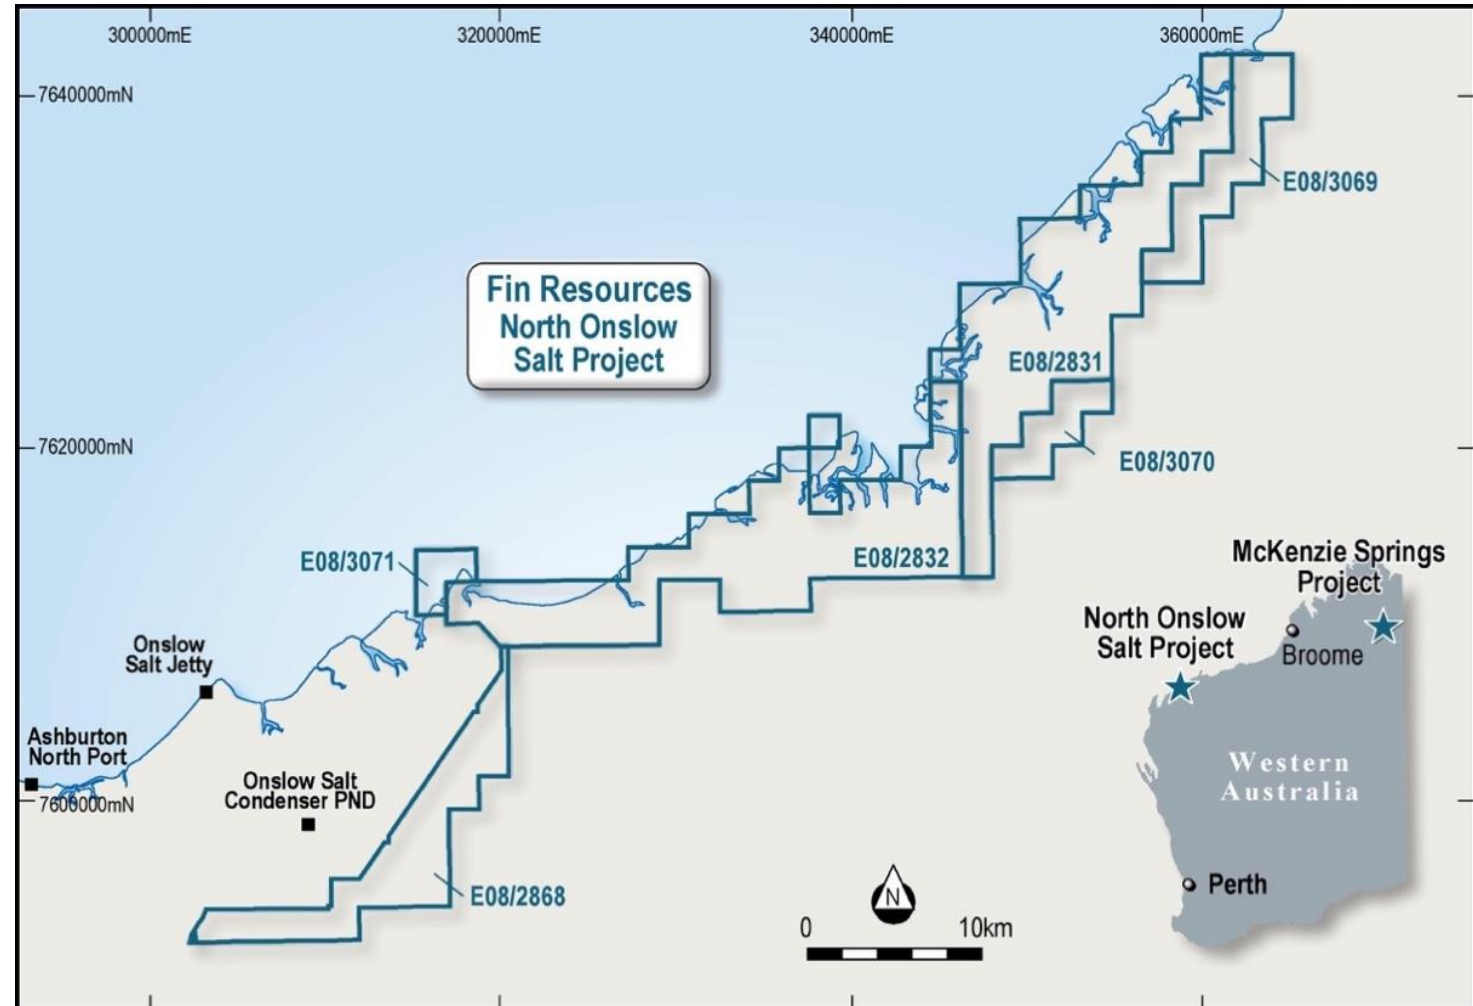 300000mE
320000mE
340000mE
360000mE
7640000mN
E08/3069
Fin Resources
North Onslow
Salt Project
E08/2831
7620000mN
E08/3070
E08/3071
E08/2832
McKenzie Springs
Project
North Onslow
Salt Project
Broome
Onslow
Salt Jetty
Ashburton
North Port
Onslow Salt
Condenser PND
7600000mN
Western
Australia
E08/2868
N
Perth
0
10km